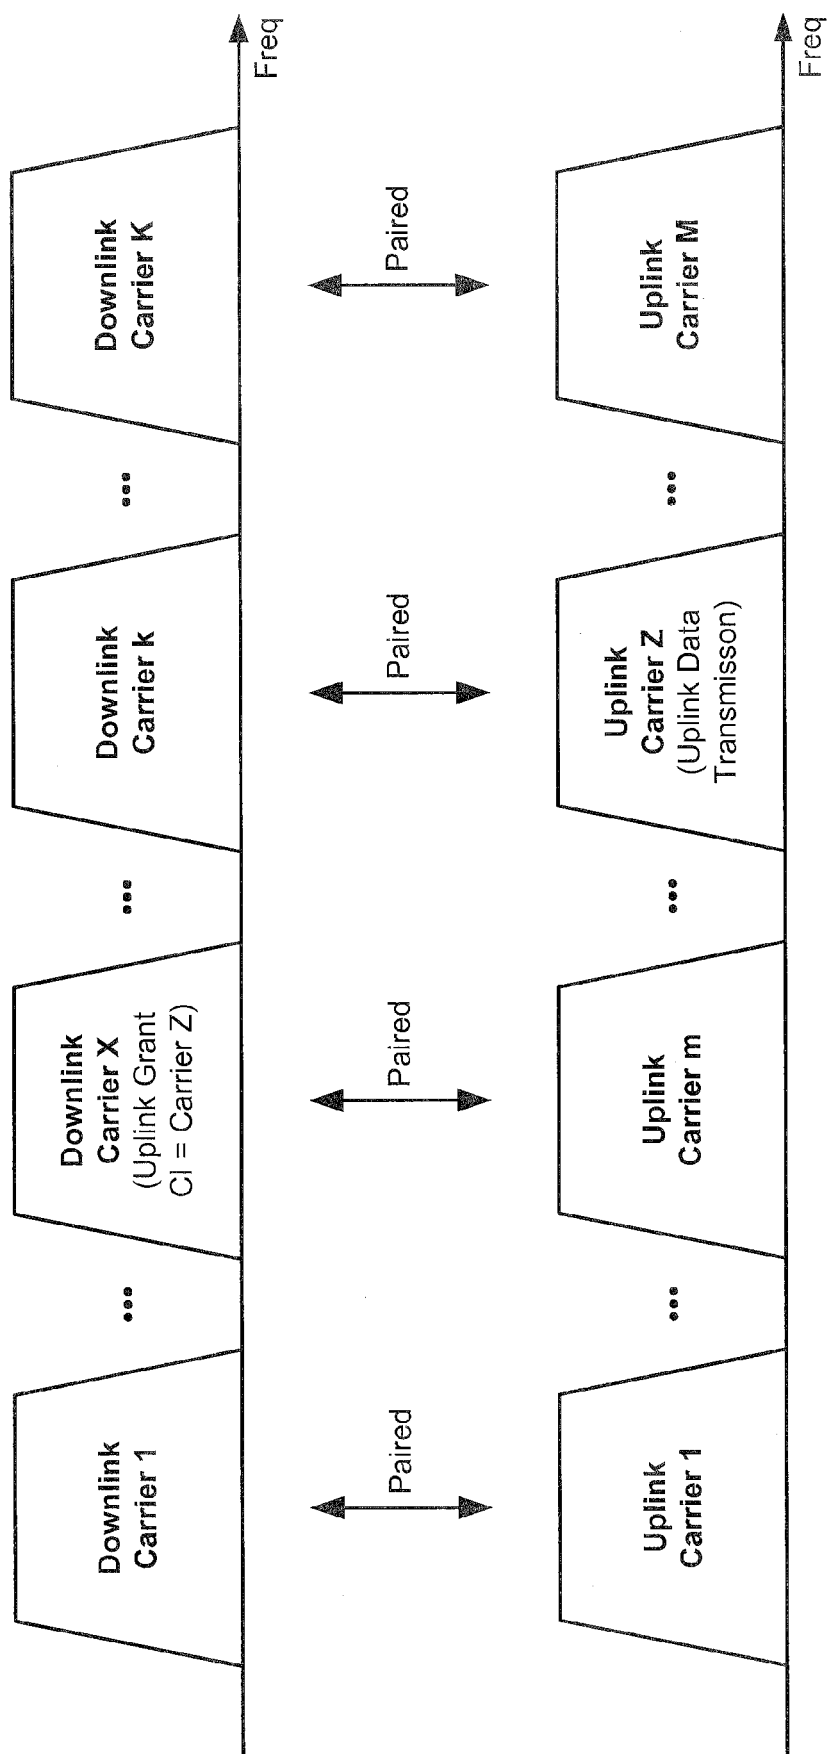 Downlink
Carrier 1
...
Downlink
Carrier X
(Uplink Grant
CI = Carrier Z)
...
Downlink
Carrier k
...
Downlink
Carrier K
Freq
Paired
Paired
Paired
Paired
Uplink
Carrier 1
...
Uplink
Carrier m
...
Uplink
Carrier Z
(Uplink Data
Transmisson)
...
Uplink
Carrier M
Freq